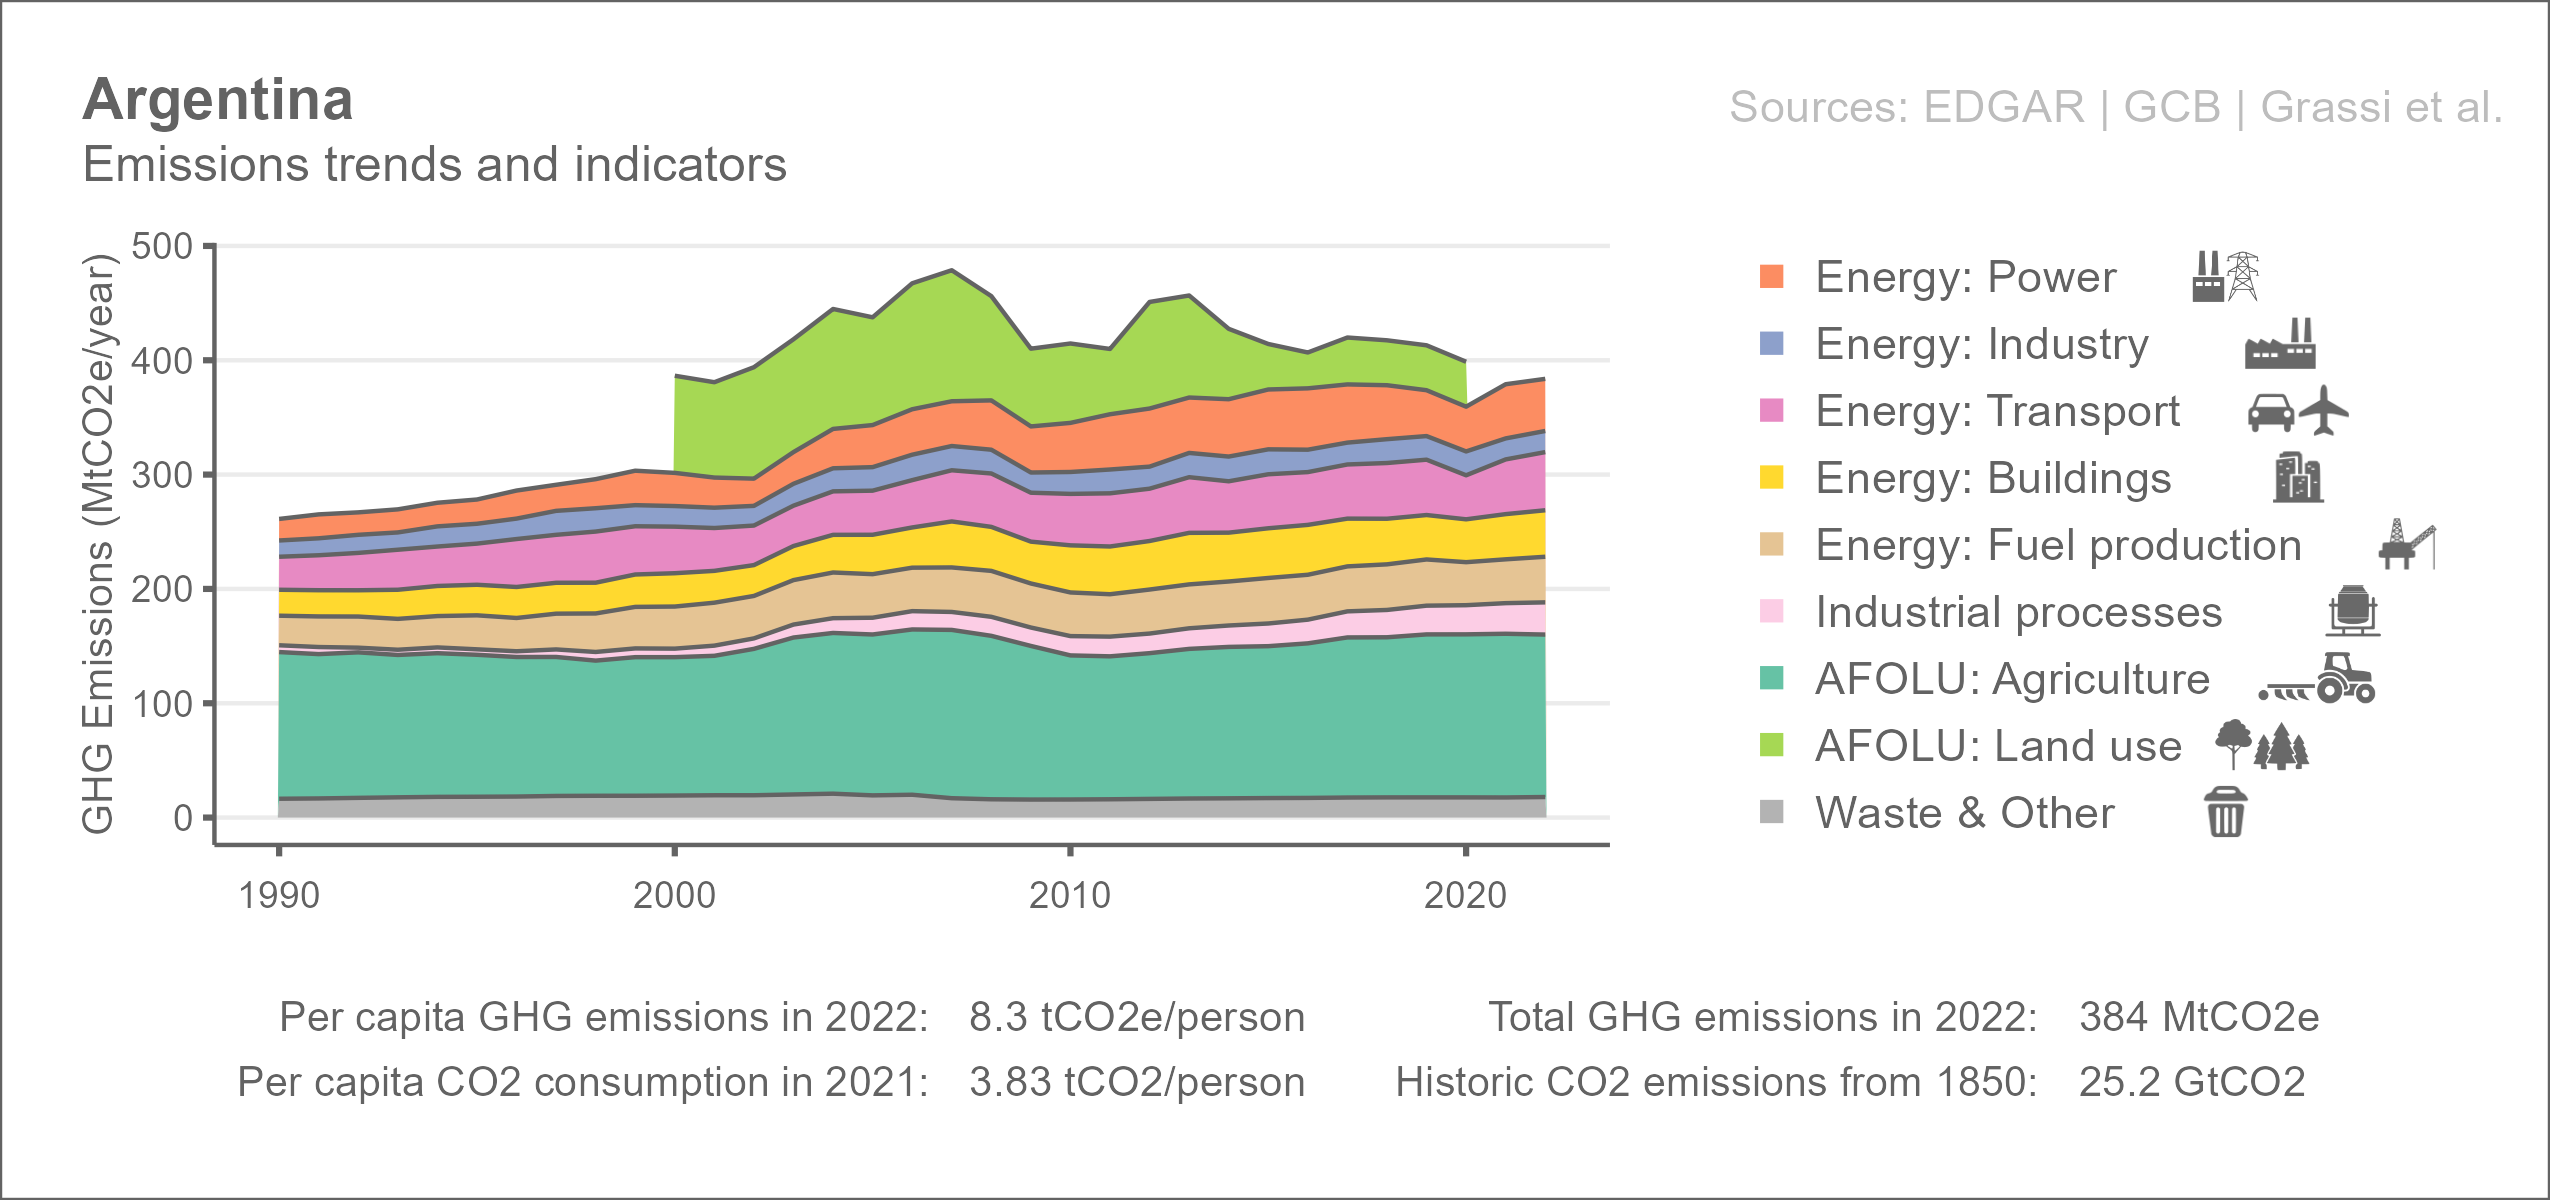 Argentina
Sources: EDGAR | GCB | Grassi et al.
Emissions trends and indicators
GHG Emissions (MtCO2e/year)
500
400
300
200
100
0
1990
2000
2010
2020
Energy: Power
Energy: Industry
Energy: Transport
Energy: Buildings
Energy: Fuel production
Industrial processes
AFOLU: Agriculture
AFOLU: Land use
Waste & Other
Per capita GHG emissions in 2022: 8.3 tCO2e/person
Total GHG emissions in 2022: 384 MtCO2e
Per capita CO2 consumption in 2021: 3.83 tCO2/person
Historic CO2 emissions from 1850: 25.2 GtCO2